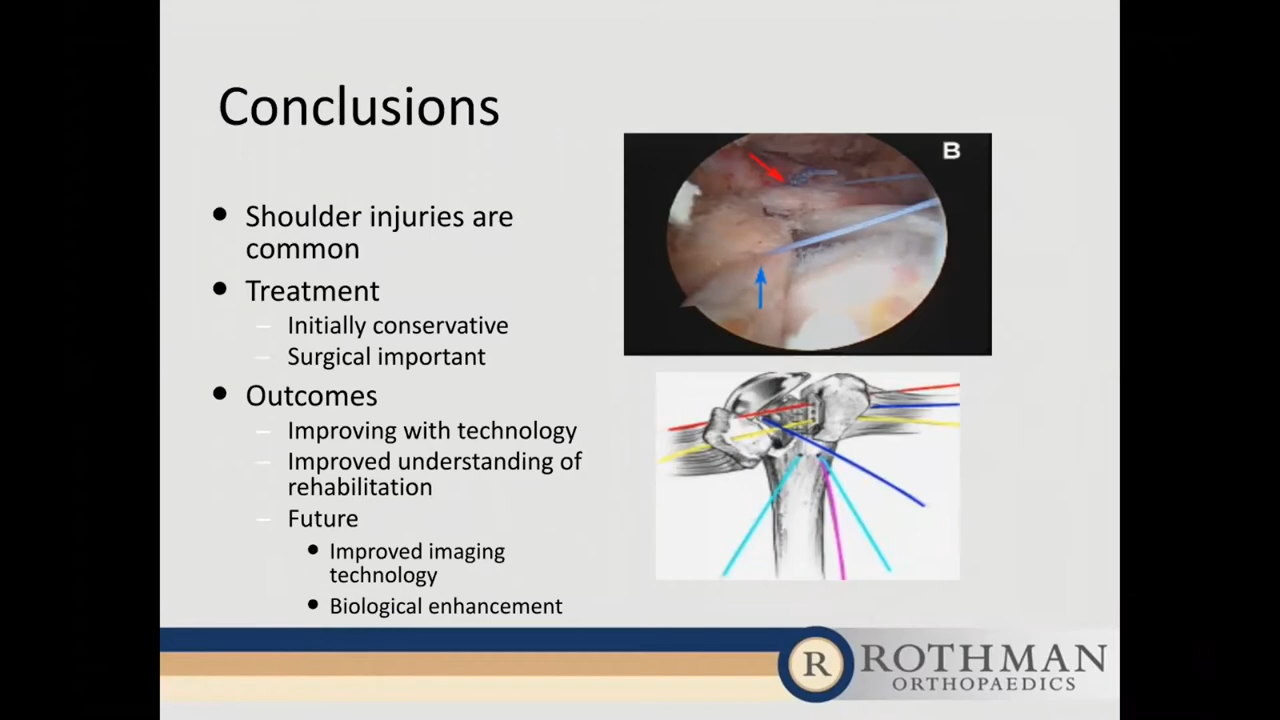 Conclusions
Shoulder injuries are
common
Treatment
Initially conservative
Surgical important
Outcomes
Improving with technology
Improved understanding of
rehabilitation
Future
Improved imaging
technology
Biological enhancement
B
R ROTHMAN
ORTHOPAEDICS